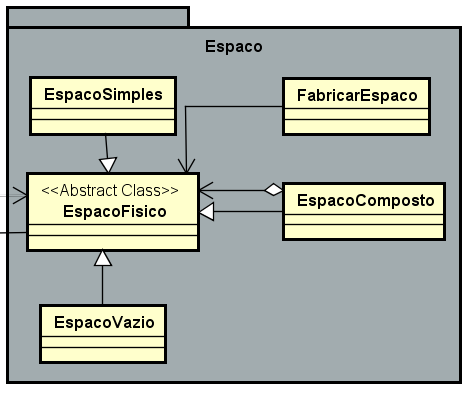 Espaco
EspacoSimples
FabricarEspaco
<<Abstract Class>>
EspacoFisico
EspacoComposto
EspacoVazio